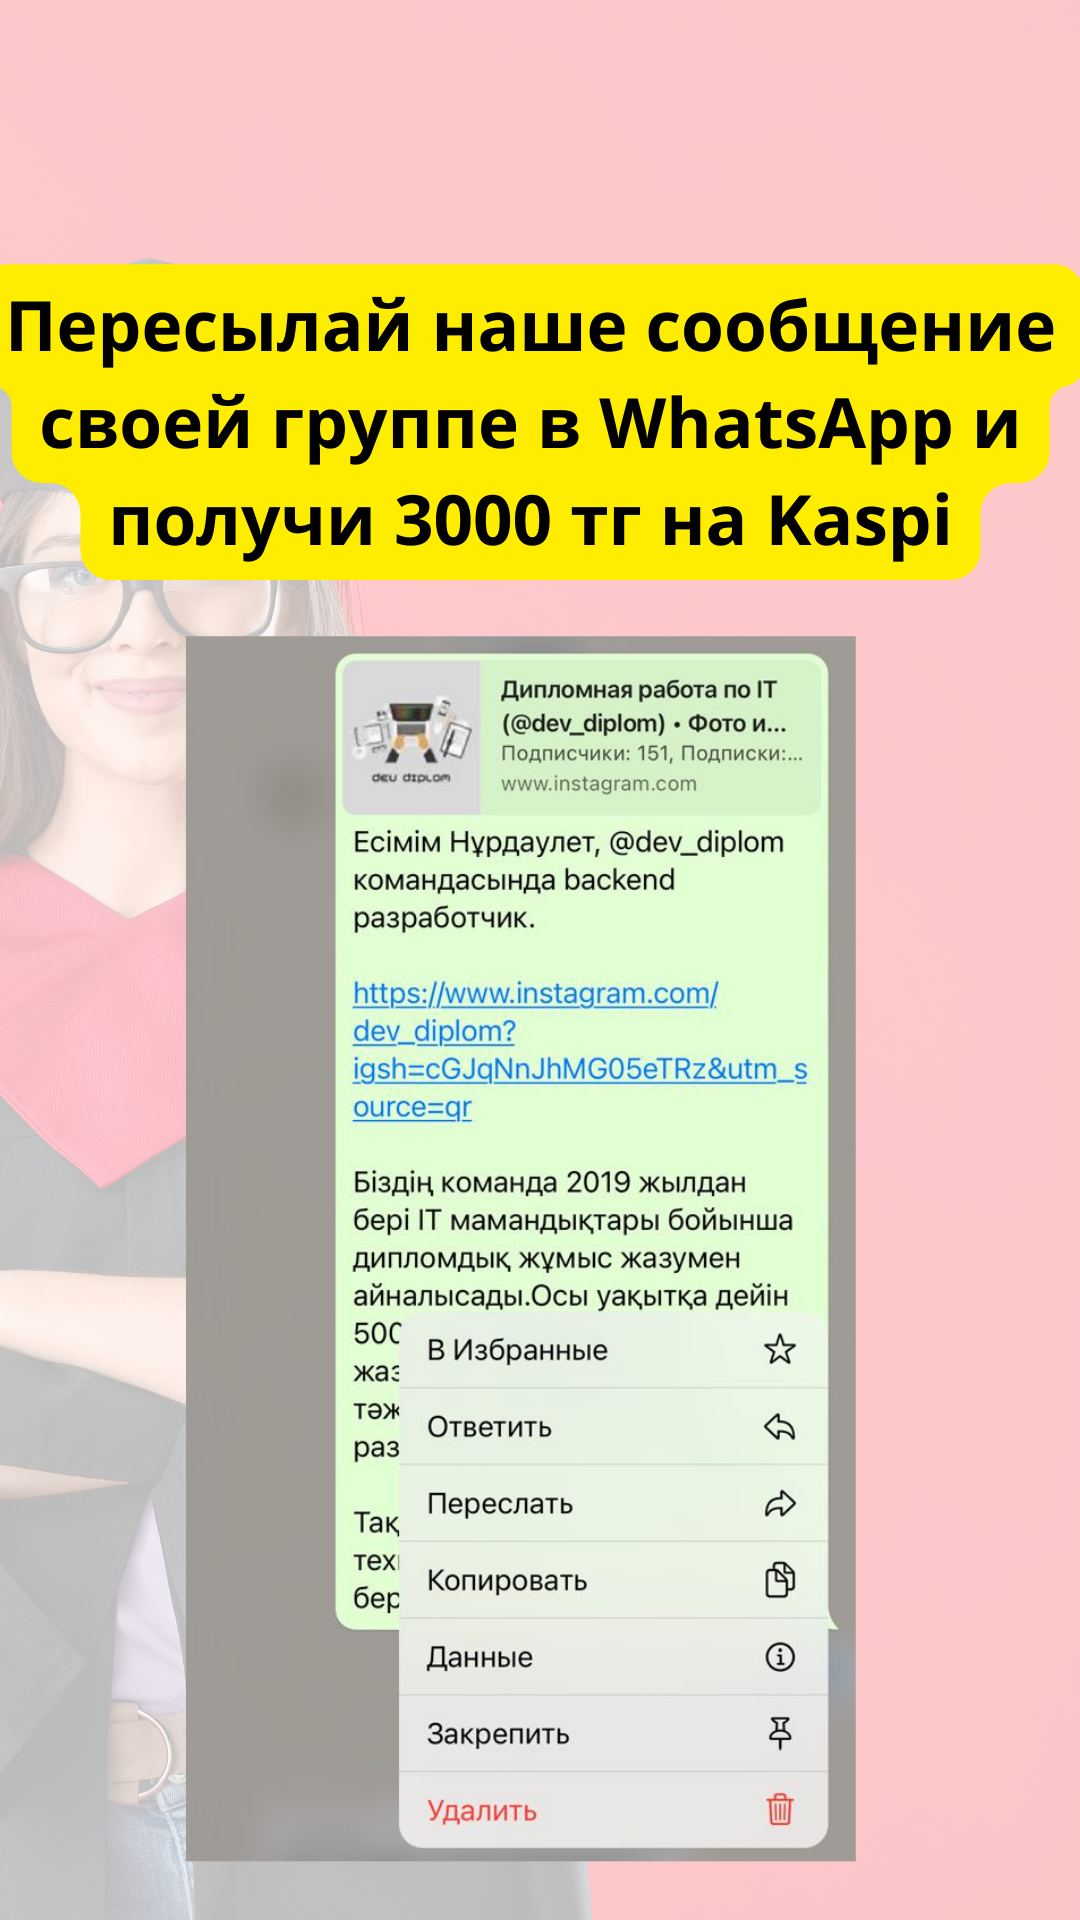 Пересылай наше сообщение
своей группе в WhatsApp и
получи 3000 тг на Kaspi
dev diplom
Дипломная работа по IT
(@dev_diplom) • Фото и...
Подписчики: 151, Подписки:...
www.instagram.com
Есімім Нұрдаулет, @dev_diplom
командасында backend
разработчик.
https://www.instagram.com/
dev_diplom?
igsh=cGJqNnJhMG05eTRz&utm_s
ource=qr
Біздің команда 2019 жылдан
бері IT мамандықтары бойынша
дипломдық жұмыс жазумен
айналысады.Осы уақытқа дейін
500
В Избранные
Ответить
Переслать
Копировать
Данные
Закрепить
Удалить